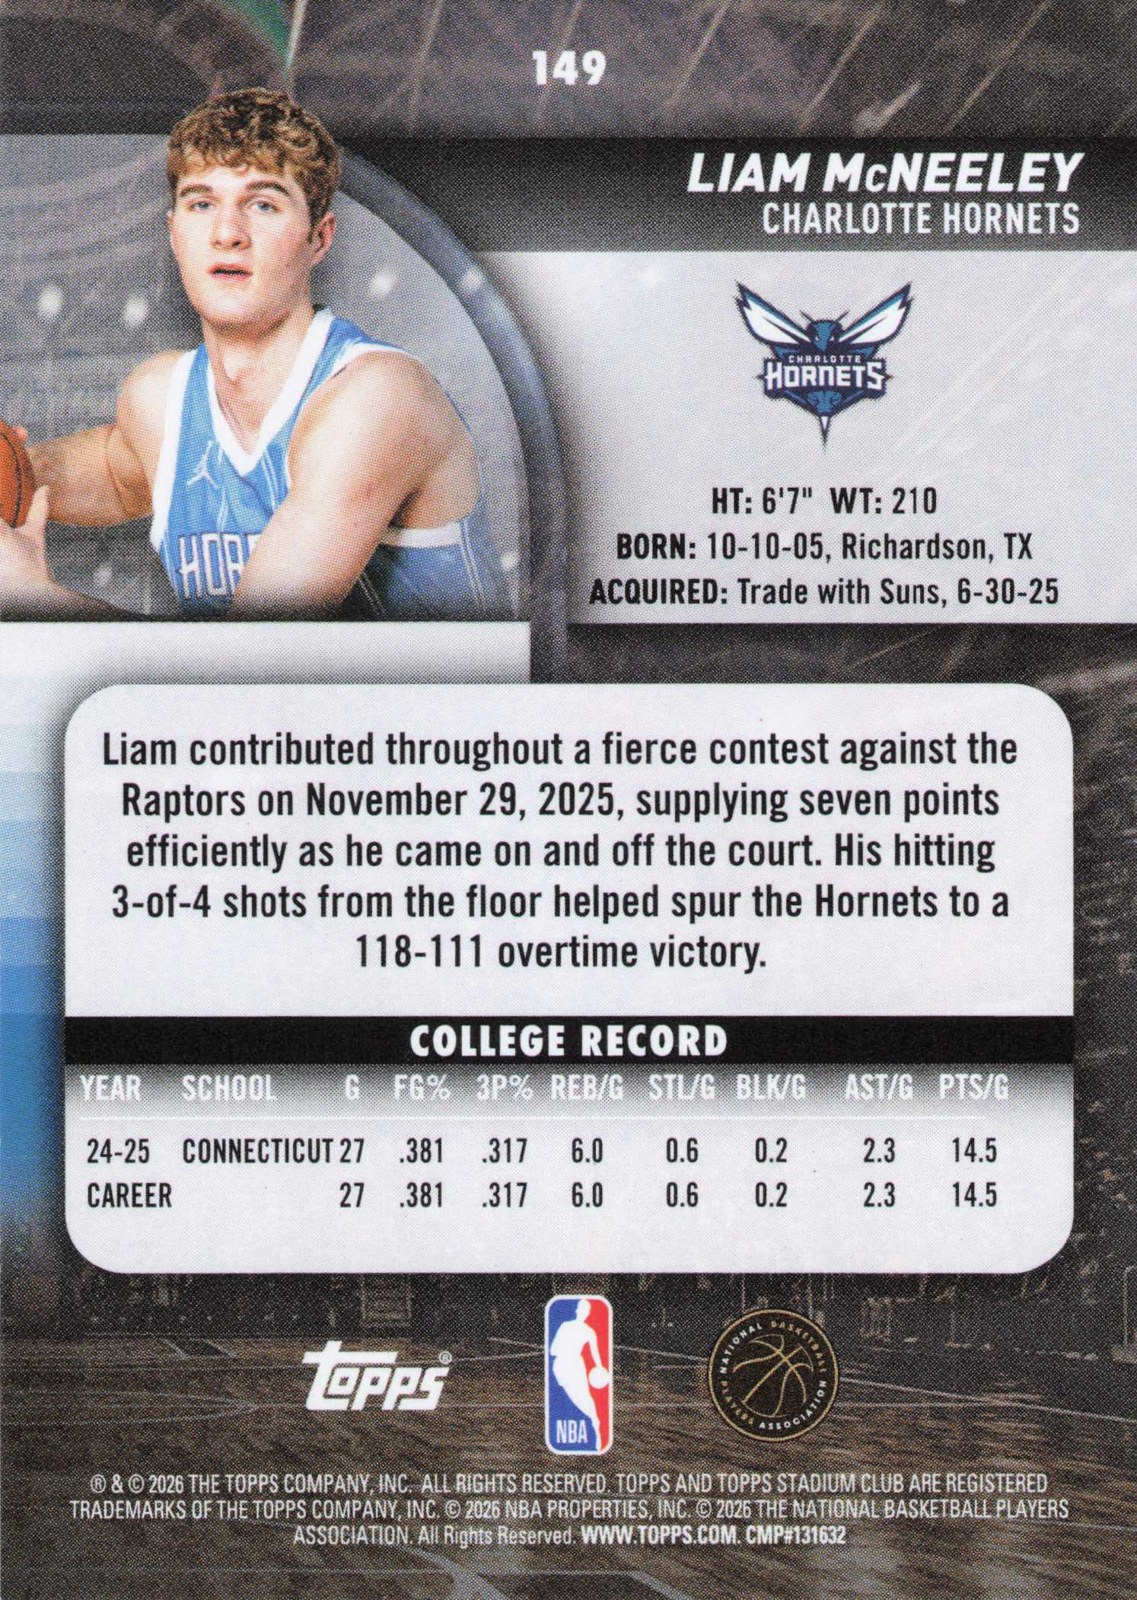 149
LIAM McNEELEY
CHARLOTTE HORNETS
CHARLOTTE
HORNETS
HT: 6'7" WT: 210
BORN: 10-10-05, Richardson, TX
ACQUIRED: Trade with Suns, 6-30-25
HOR
Liam contributed throughout a fierce contest against the
Raptors on November 29, 2025, supplying seven points
efficiently as he came on and off the court. His hitting
3-of-4 shots from the floor helped spur the Hornets to a
118-111 overtime victory.
COLLEGE RECORD
YEAR SCHOOL G FG% 3P% REB/G STL/G BLK/G AST/G PTS/G
24-25 CONNECTICUT 27 .381 .317 6.0 0.6 0.2 2.3 14.5
CAREER 27 .381 .317 6.0 0.6 0.2 2.3 14.5
topps®
NBA
NATIONAL BASKETBALL PLAYERS ASSOCIATION
® & © 2026 THE TOPPS COMPANY, INC. ALL RIGHTS RESERVED. TOPPS AND TOPPS STADIUM CLUB ARE REGISTERED
TRADEMARKS OF THE TOPPS COMPANY, INC. © 2026 NBA PROPERTIES, INC. © 2026 THE NATIONAL BASKETBALL PLAYERS
ASSOCIATION. All Rights Reserved. WWW.TOPPS.COM. CMP#131632